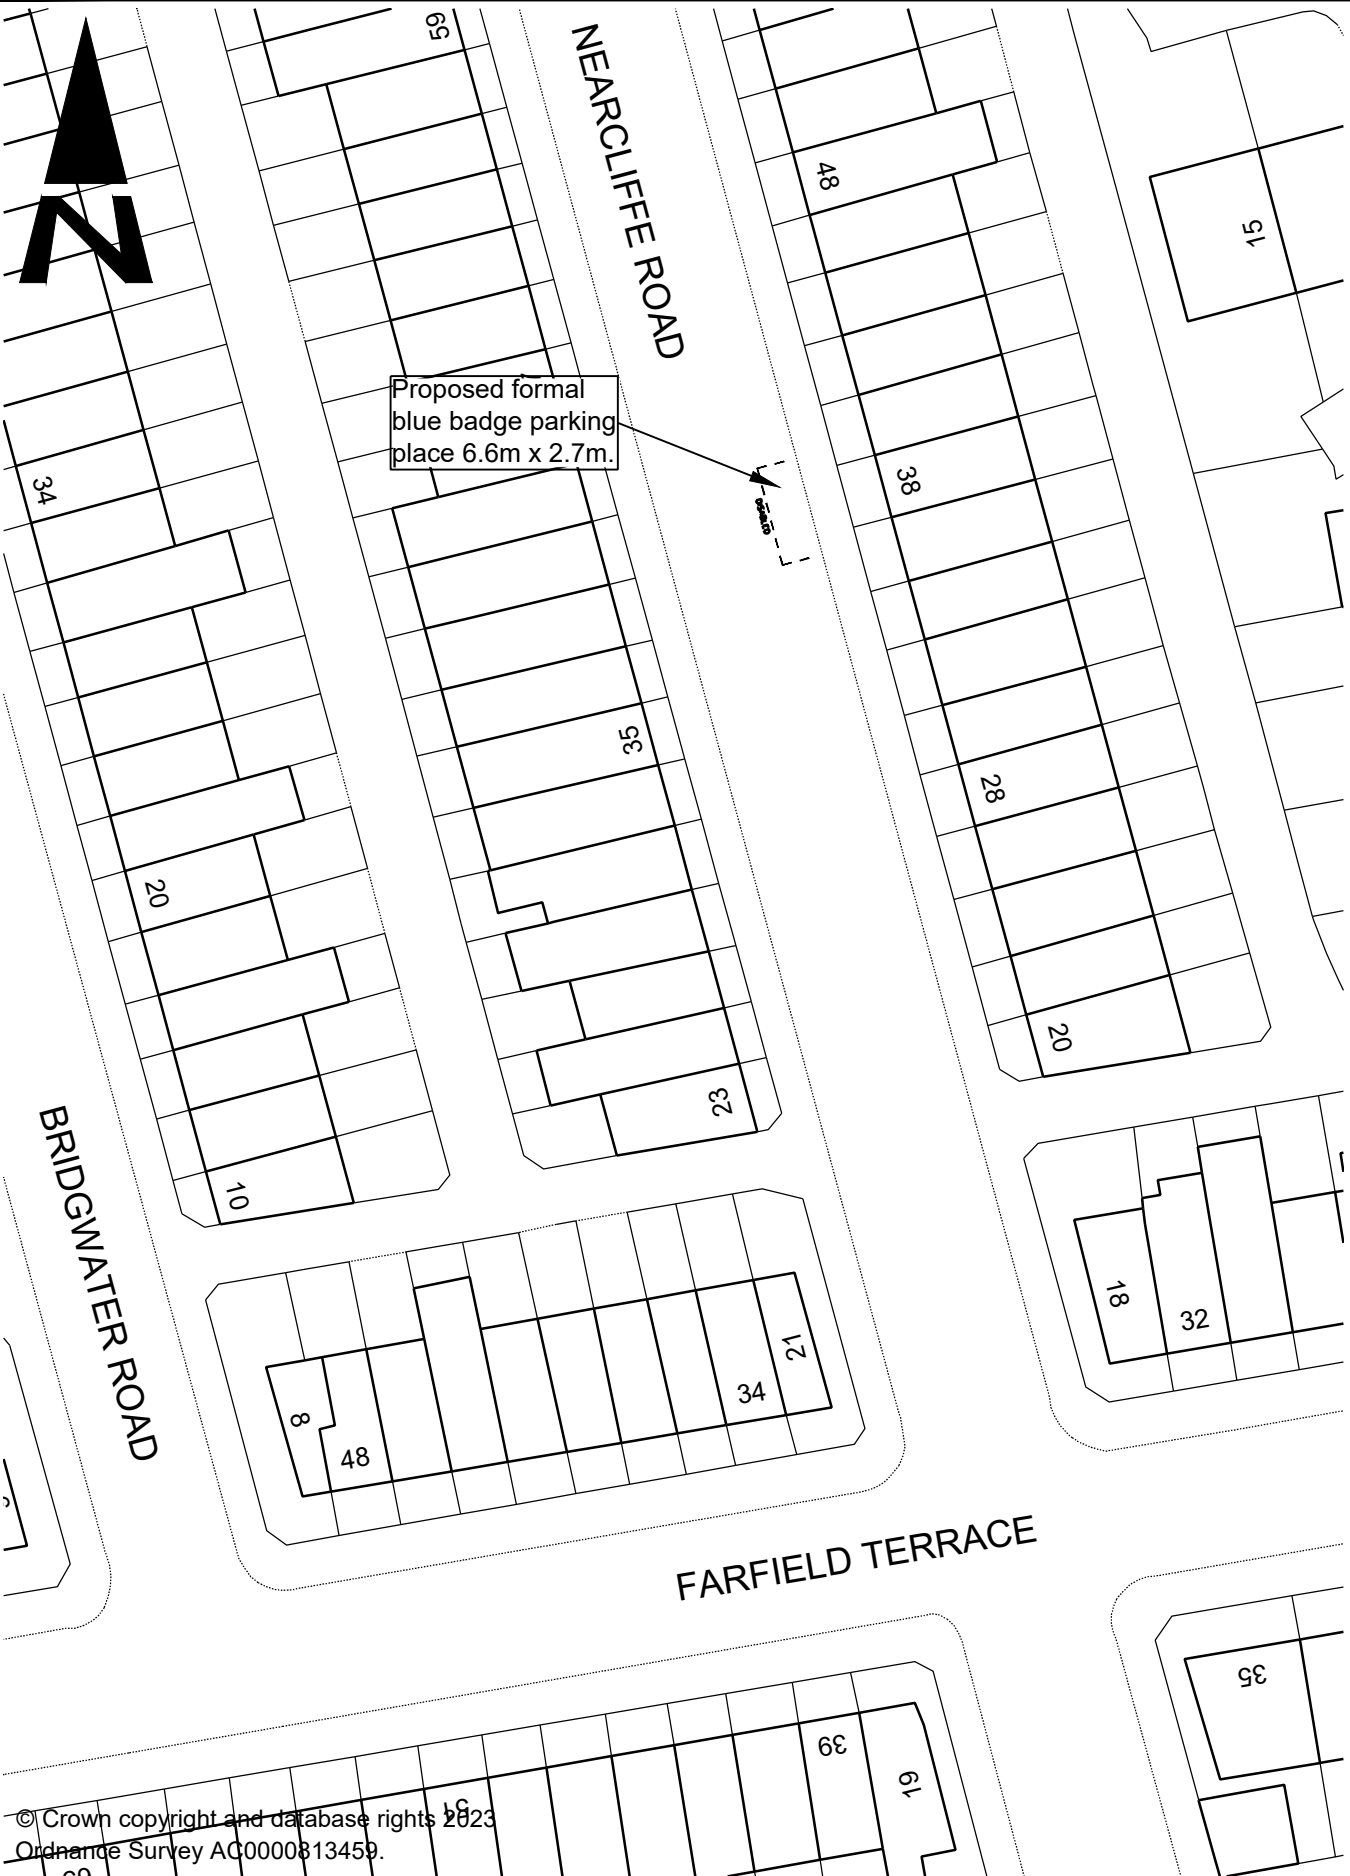 59
NEARCLIFFE ROAD
N
48
15
Proposed formal
blue badge parking
place 6.6m x 2.7m.
34
38
DISABLED
35
28
20
20
23
10
BRIDGWATER ROAD
18
32
21
34
8
48
FARFIELD TERRACE
35
39
19
51
© Crown copyright and database rights 2023
Ordnance Survey AC0000813459.